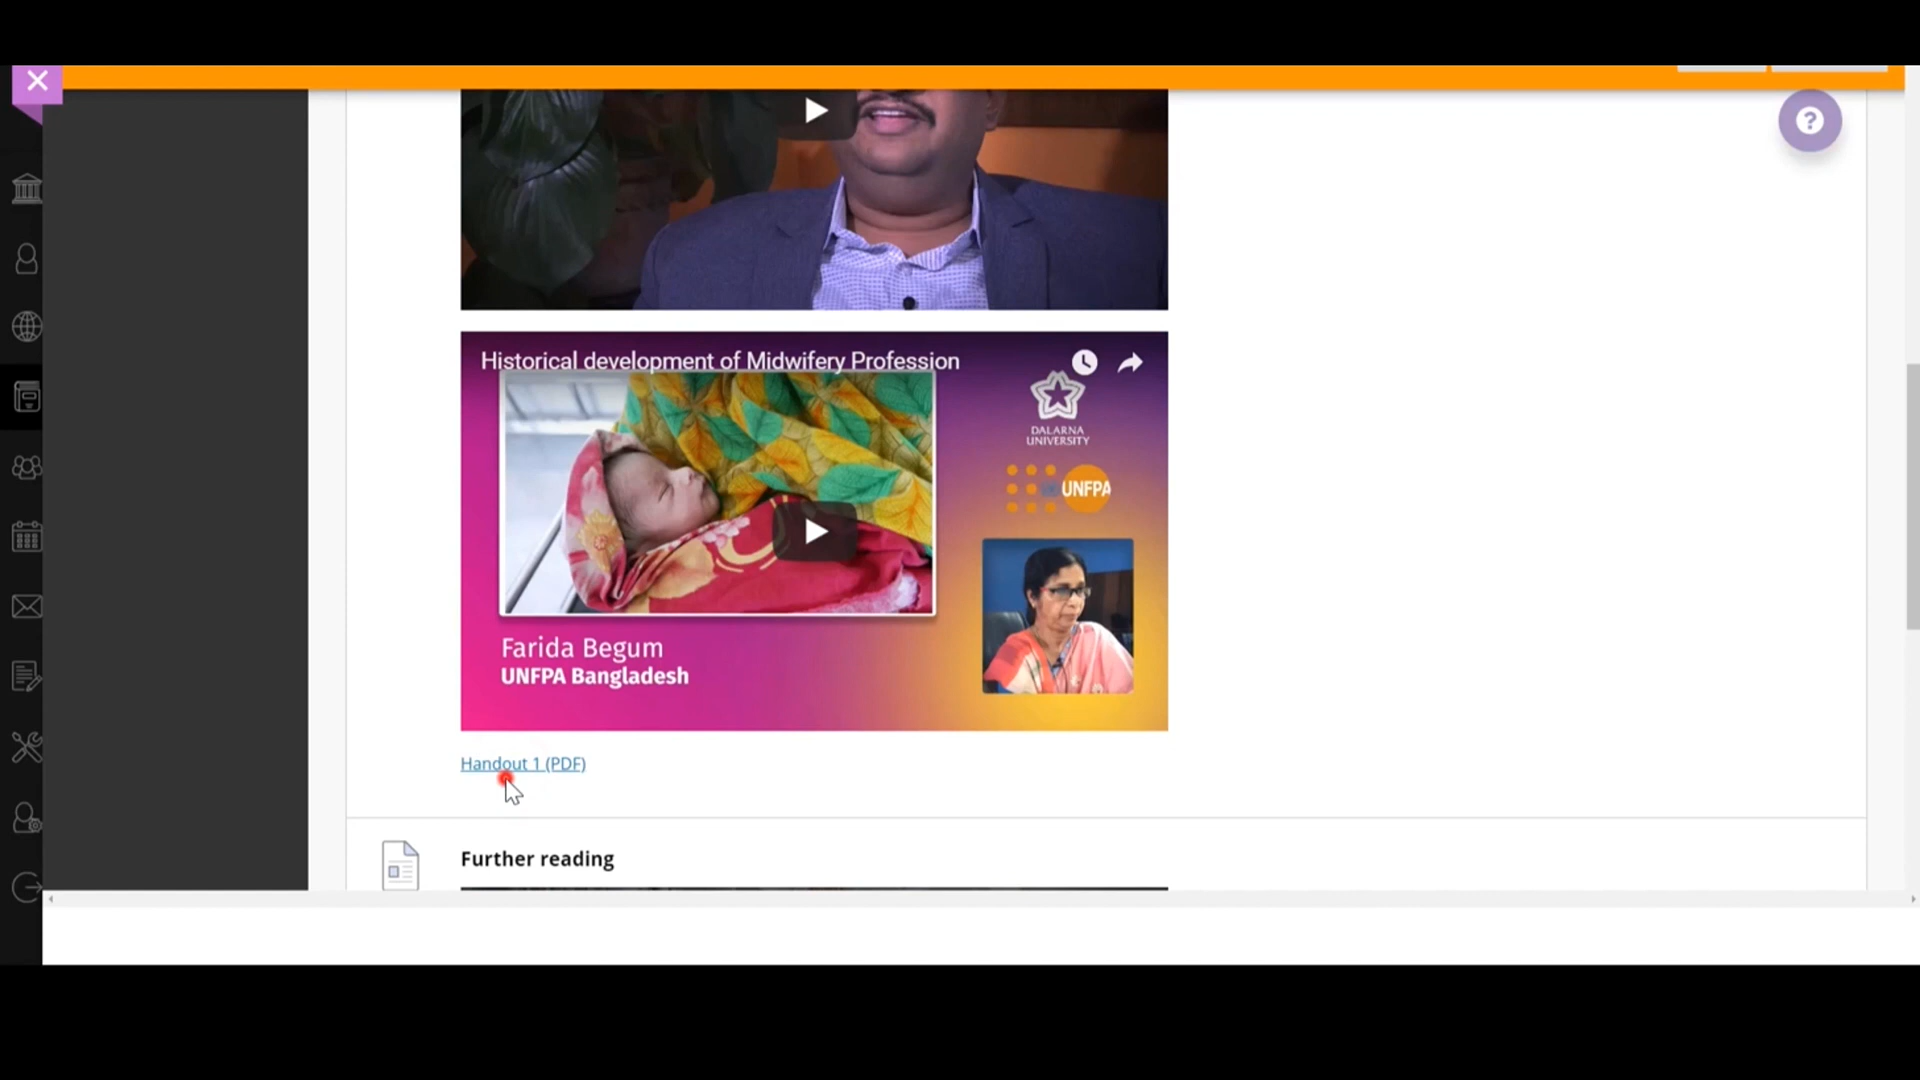 Historical development of Midwifery Profession
DALARNA
UNIVERSITY
UNFPA
Farida Begum
UNFPA Bangladesh
Handout 1 (PDF)
Further reading